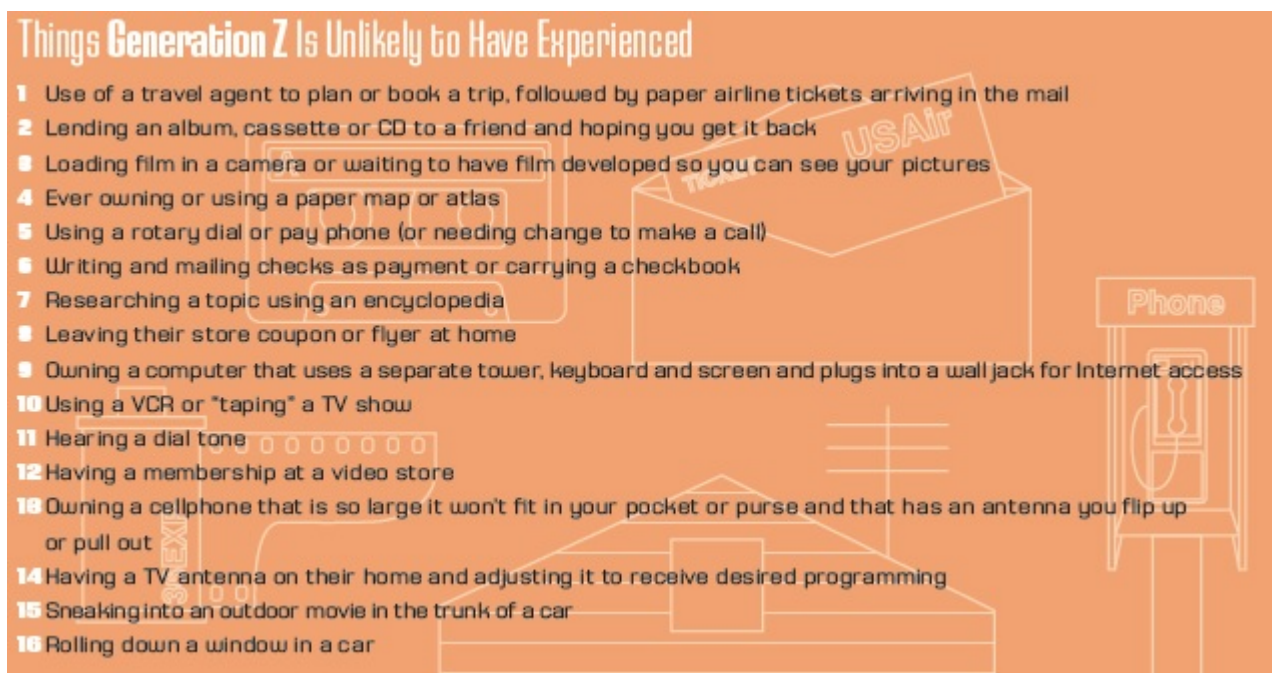 Things Generation Z Is Unlikely to Have Experienced
1 Use of a travel agent to plan or book a trip, followed by paper airline tickets arriving in the mail
2 Lending an album, cassette or CD to a friend and hoping you get it back
USAir
3 Loading film in a camera or waiting to have film developed so you can see your pictures
TICKET
4 Ever owning or using a paper map or atlas
5 Using a rotary dial or pay phone (or needing change to make a call)
6 Writing and mailing checks as payment or carrying a checkbook
7 Researching a topic using an encyclopedia
Phone
8 Leaving their store coupon or flyer at home
9 Owning a computer that uses a separate tower, keyboard and screen and plugs into a wall jack for Internet access
10 Using a VCR or "taping" a TV show
11 Hearing a dial tone
12 Having a membership at a video store
13 Owning a cellphone that is so large it won't fit in your pocket or purse and that has an antenna you flip up
or pull out
14 Having a TV antenna on their home and adjusting it to receive desired programming
15 Sneaking into an outdoor movie in the trunk of a car
16 Rolling down a window in a car